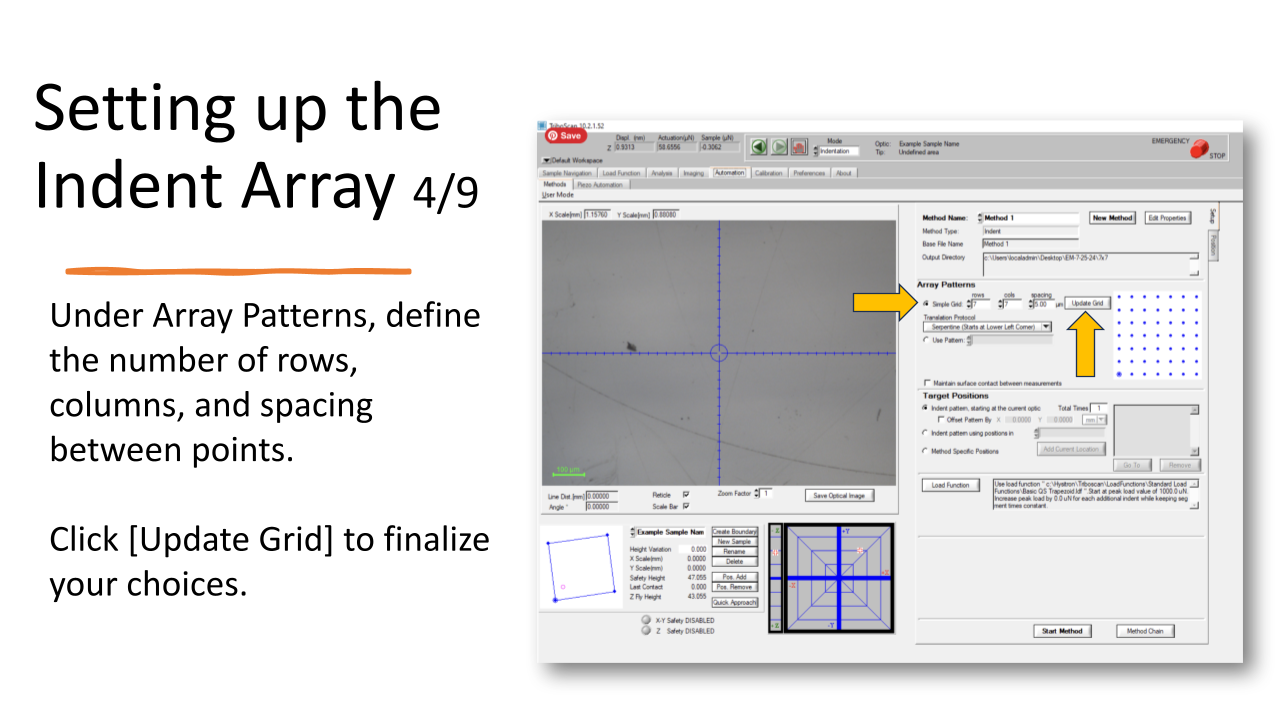 Setting up the
Indent Array 4/9
Under Array Patterns, define
the number of rows,
columns, and spacing
between points.
Click [Update Grid] to finalize
your choices.
TriboScan 10.2.1.52
Save
Displ. (nm) Actuation(µN) Sample (µN)
Z 0.9313 58.6556 -0.3062
Mode
Indentation
Optic: Example Sample Name
Tip: Undefined area
EMERGENCY
STOP
Default Workspace
Sample Navigation Load Function Analysis Imaging Automation Calibration Preferences About
Methods Piezo Automation
User Mode
X Scale(mm) 1.15760 Y Scale(mm) 0.88080
100 µm
Line Dist.(mm) 0.00000 Reticle Zoom Factor 1 Save Optical Image
Angle ° 0.00000 Scale Bar
Example Sample Nam
Height Variation 0.000
X Scale(mm) 0.0000
Y Scale(mm) 0.0000
Safety Height 47.055
Last Contact 0.000
Z Fly Height 43.055
Create Boundary
New Sample
Rename
Delete
Pos. Add
Pos. Remove
Quick Approach
+Y
-X
-Y
X-Y Safety DISABLED
Z Safety DISABLED
Setup
Position
Method Name: Method 1 New Method Edit Properties
Method Type: Indent
Base File Name Method 1
Output Directory c:\Users\localadmin\Desktop\EM-7-25-24\7x7
Array Patterns
rows cols spacing
Simple Grid: 7 7 5.00 µm Update Grid
Translation Protocol
Serpentine (Starts at Lower Left Corner)
Use Pattern:
Maintain surface contact between measurements
Target Positions
Indent pattern, starting at the current optic Total Times 1
Offset Pattern By X 0.0000 Y 0.0000 mm
Indent pattern using positions in
Method Specific Positions Add Current Location
Go To Remove
Load Function
Use load function " c:\Hysitron\Triboscan\LoadFunctions\Standard Load
Functions\Basic QS Trapezoid.ldf ".Start at peak load value of 1000.0 uN.
Increase peak load by 0.0 uN for each additional indent while keeping seg
ment times constant.
Start Method Method Chain